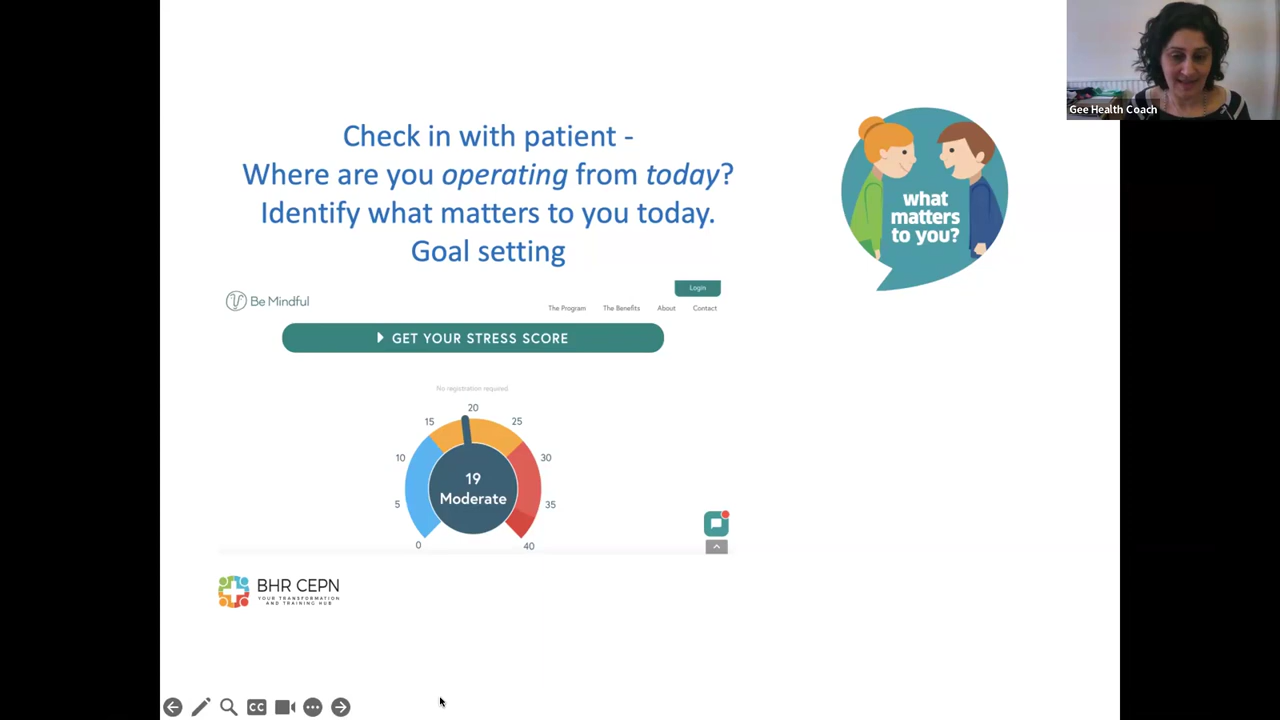 Check in with patient -
Where are you operating from today?
Identify what matters to you today.
Goal setting
what
matters
to you?
Gee Health Coach
Be Mindful
Login
The Program The Benefits About Contact
GET YOUR STRESS SCORE
No registration required.
0
5
10
15
20
25
30
35
40
19
Moderate
BHR CEPN
YOUR TRANSFORMATION
AND TRAINING HUB
CC